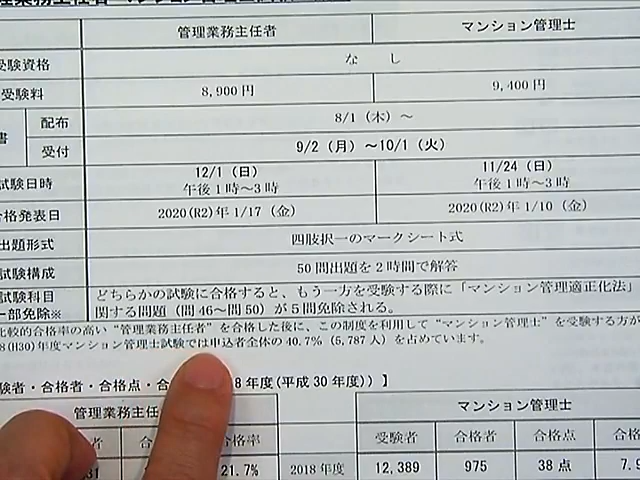 管理業務主任者 マンション管理士
受験資格 なし
受験料 8,900円 9,400円
書 配布 8/1（木）～
受付 9/2（月）～10/1（火）
試験日時 12/1（日） 11/24（日）
午後1時～3時 午後1時～3時
合格発表日 2020(R2)年1/17（金） 2020(R2)年1/10（金）
出題形式 四肢択一のマークシート式
試験構成 50問出題を2時間で解答
試験科目 どちらかの試験に合格すると、もう一方を受験する際に「マンション管理適正化法」
一部免除※ 関する問題（問46～問50）が5問免除される。
比較的合格率の高い“管理業務主任者”を合格した後に、この制度を利用して“マンション管理士”を受験する方が
8(H30)年度マンション管理士試験では申込者全体の40.7%（5,787人）を占めています。
験者・合格者・合格点・合 8年度(平成30年度)）】
管理業務主任 マンション管理士
者 合 合格率 受験者 合格者 合格点 合格
31 21.7% 2018年度 12,389 975 38点 7.9